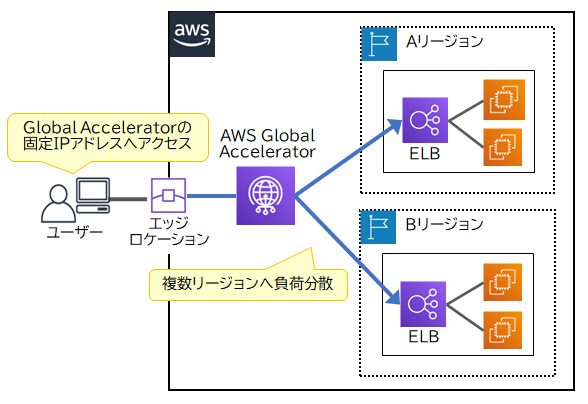 aws
Aリージョン
ELB
Global Acceleratorの
固定IPアドレスへアクセス
AWS Global
Accelerator
ユーザー
エッジ
ロケーション
Bリージョン
複数リージョンへ負荷分散
ELB